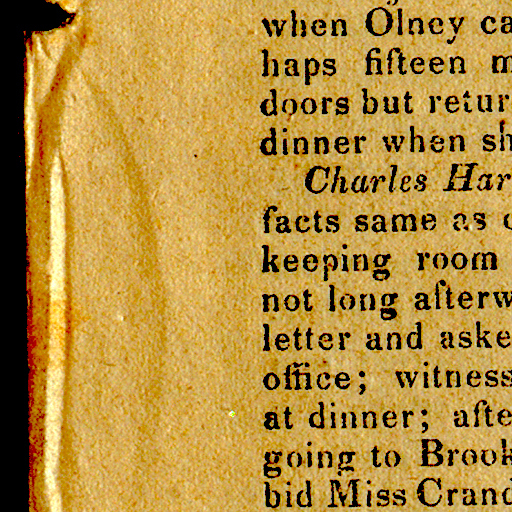 when Olney ca
haps fifteen m
doors but retur
dinner when sh
Charles Har
facts same as
keeping room
not long afterw
letter and aske
office; witness
at dinner; afte
going to Brook
bid Miss Crand